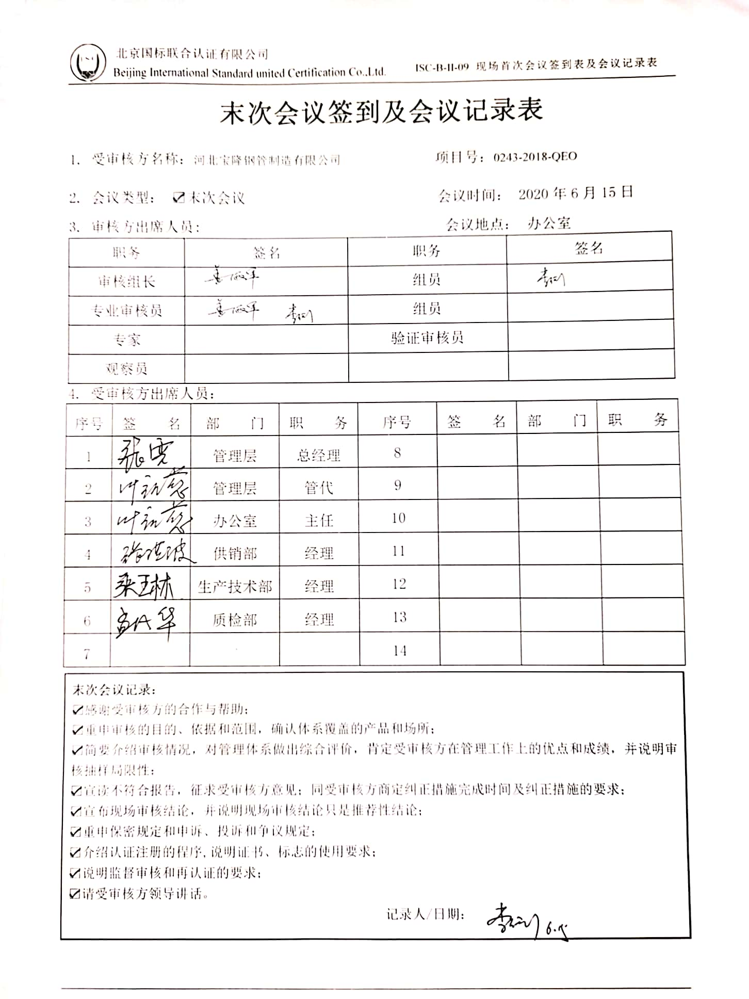 北京国标联合认证有限公司
Beijing International Standard united Certification Co.,Ltd.
ISC-B-II-09 现场首次会议签到表及会议记录表
末次会议签到及会议记录表
1. 受审核方名称：河北宝隆钢管制造有限公司 项目号：0243-2018-QEO
2. 会议类型： ☑末次会议 会议时间： 2020 年 6 月 15 日
3. 审核方出席人员： 会议地点： 办公室
职务 签名 职务 签名
审核组长 组员
专业审核员 组员
专家 验证审核员
观察员
4. 受审核方出席人员：
序号 签 名 部 门 职 务 序号 签 名 部 门 职 务
1 管理层 总经理 8
2 管理层 管代 9
3 办公室 主任 10
4 供销部 经理 11
5 生产技术部 经理 12
6 质检部 经理 13
7 14
末次会议记录：
☑感谢受审核方的合作与帮助；
☑重申审核的目的、依据和范围，确认体系覆盖的产品和场所；
☑简要介绍审核情况，对管理体系做出综合评价，肯定受审核方在管理工作上的优点和成绩，并说明审
核抽样局限性；
☑宣读不符合报告，征求受审核方意见；同受审核方商定纠正措施完成时间及纠正措施的要求；
☑宣布现场审核结论，并说明现场审核结论只是推荐性结论；
☑重申保密规定和申诉、投诉和争议规定；
☑介绍认证注册的程序,说明证书、标志的使用要求；
☑说明监督审核和再认证的要求；
☑请受审核方领导讲话。
记录人/日期：